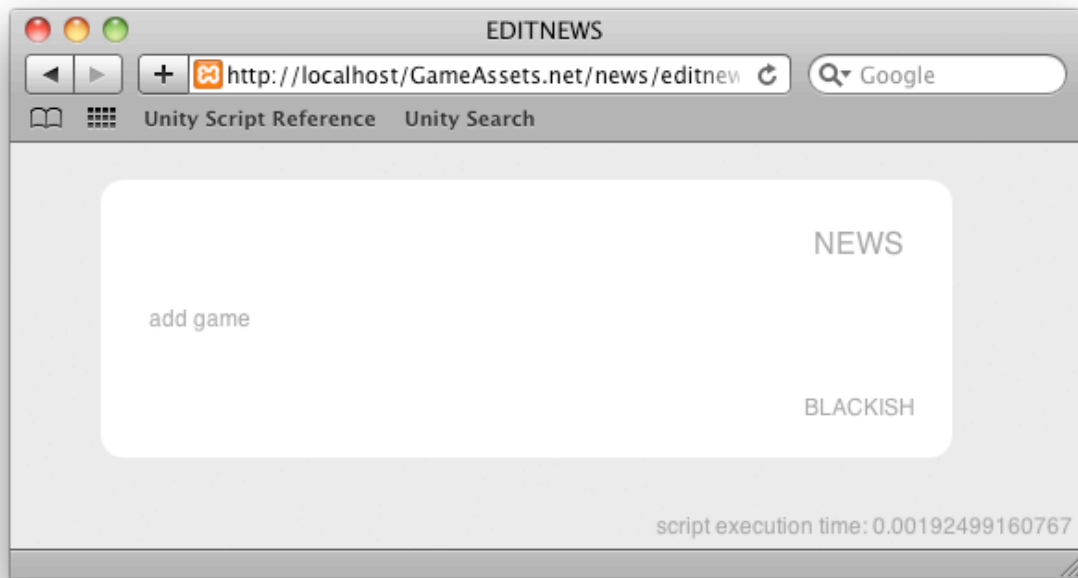 EDITNEWS
http://localhost/GameAssets.net/news/editnew
Google
Unity Script Reference Unity Search
NEWS
add game
BLACKISH
script execution time: 0.00192499160767